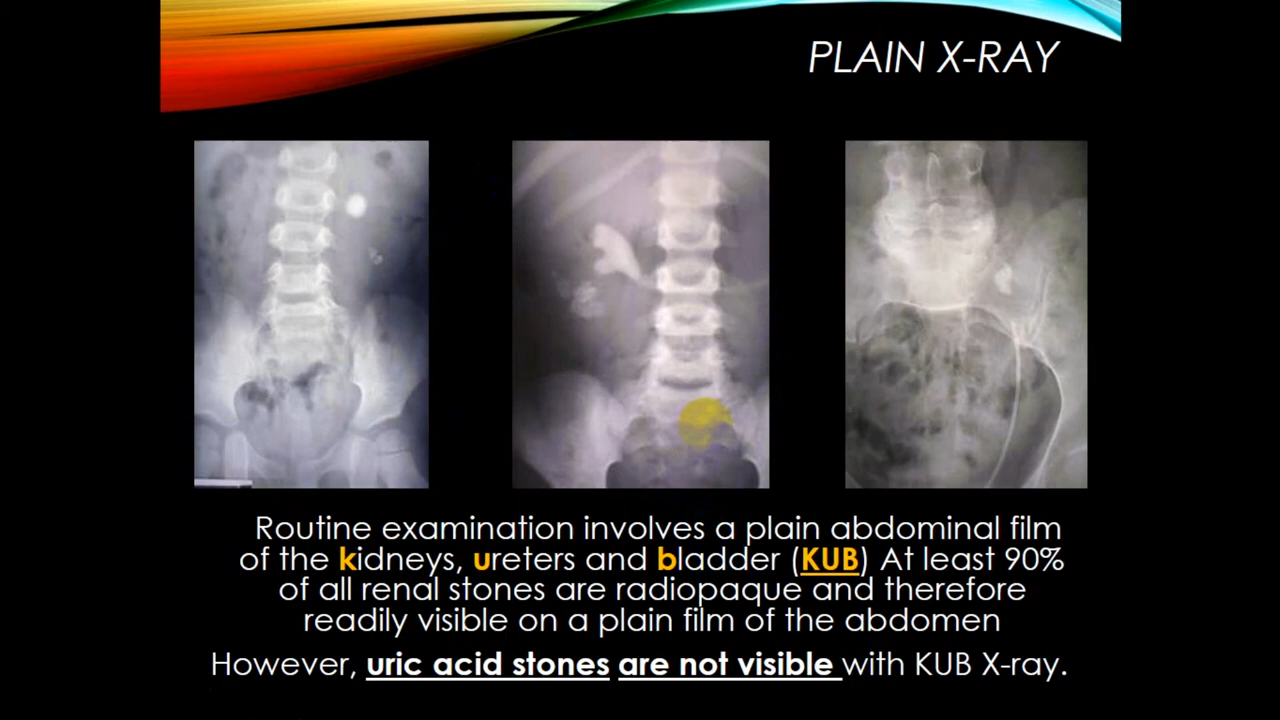 PLAIN X-RAY
Routine examination involves a plain abdominal film
of the kidneys, ureters and bladder (KUB) At least 90%
of all renal stones are radiopaque and therefore
readily visible on a plain film of the abdomen
However, uric acid stones are not visible with KUB X-ray.